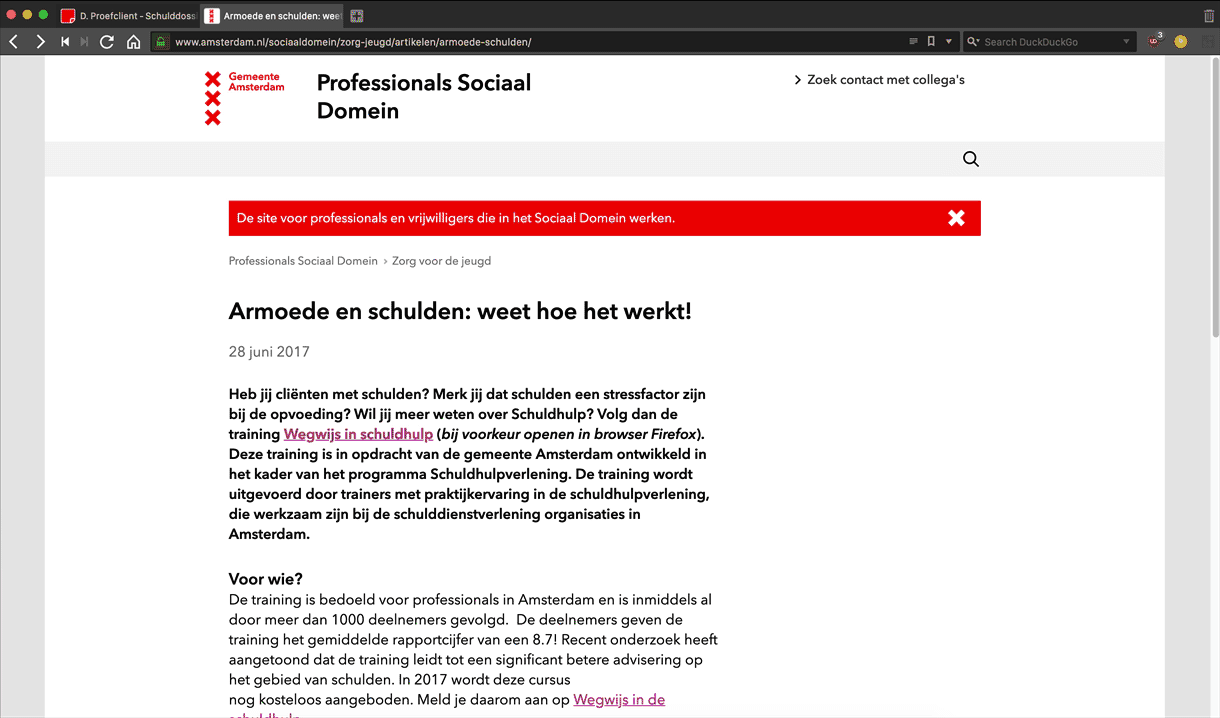 D. Proefclient - Schulddoss
Armoede en schulden: weet
www.amsterdam.nl/sociaaldomein/zorg-jeugd/artikelen/armoede-schulden/
Search DuckDuckGo
3
Gemeente
Amsterdam
Professionals Sociaal
Domein
Zoek contact met collega's
De site voor professionals en vrijwilligers die in het Sociaal Domein werken.
Professionals Sociaal Domein › Zorg voor de jeugd
Armoede en schulden: weet hoe het werkt!
28 juni 2017
Heb jij cliënten met schulden? Merk jij dat schulden een stressfactor zijn
bij de opvoeding? Wil jij meer weten over Schuldhulp? Volg dan de
training Wegwijs in schuldhulp (bij voorkeur openen in browser Firefox).
Deze training is in opdracht van de gemeente Amsterdam ontwikkeld in
het kader van het programma Schuldhulpverlening. De training wordt
uitgevoerd door trainers met praktijkervaring in de schuldhulpverlening,
die werkzaam zijn bij de schulddienstverlening organisaties in
Amsterdam.
Voor wie?
De training is bedoeld voor professionals in Amsterdam en is inmiddels al
door meer dan 1000 deelnemers gevolgd.  De deelnemers geven de
training het gemiddelde rapportcijfer van een 8.7! Recent onderzoek heeft
aangetoond dat de training leidt tot een significant betere advisering op
het gebied van schulden. In 2017 wordt deze cursus
nog kosteloos aangeboden. Meld je daarom aan op Wegwijs in de
schuldhulp